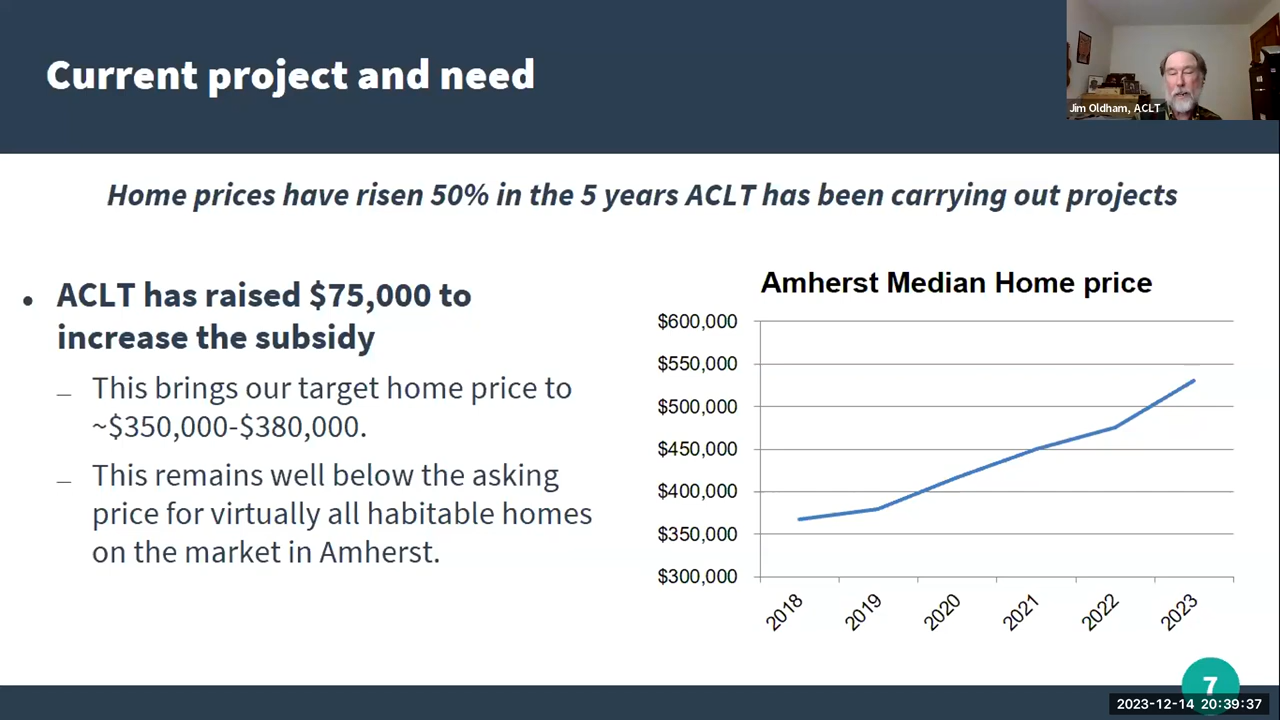 Current project and need
Jim Oldham, ACLT
Home prices have risen 50% in the 5 years ACLT has been carrying out projects
• ACLT has raised $75,000 to
increase the subsidy
– This brings our target home price to
~$350,000-$380,000.
– This remains well below the asking
price for virtually all habitable homes
on the market in Amherst.
Amherst Median Home price
$600,000
$550,000
$500,000
$450,000
$400,000
$350,000
$300,000
2018 2019 2020 2021 2022 2023
7
2023-12-14 20:39:37